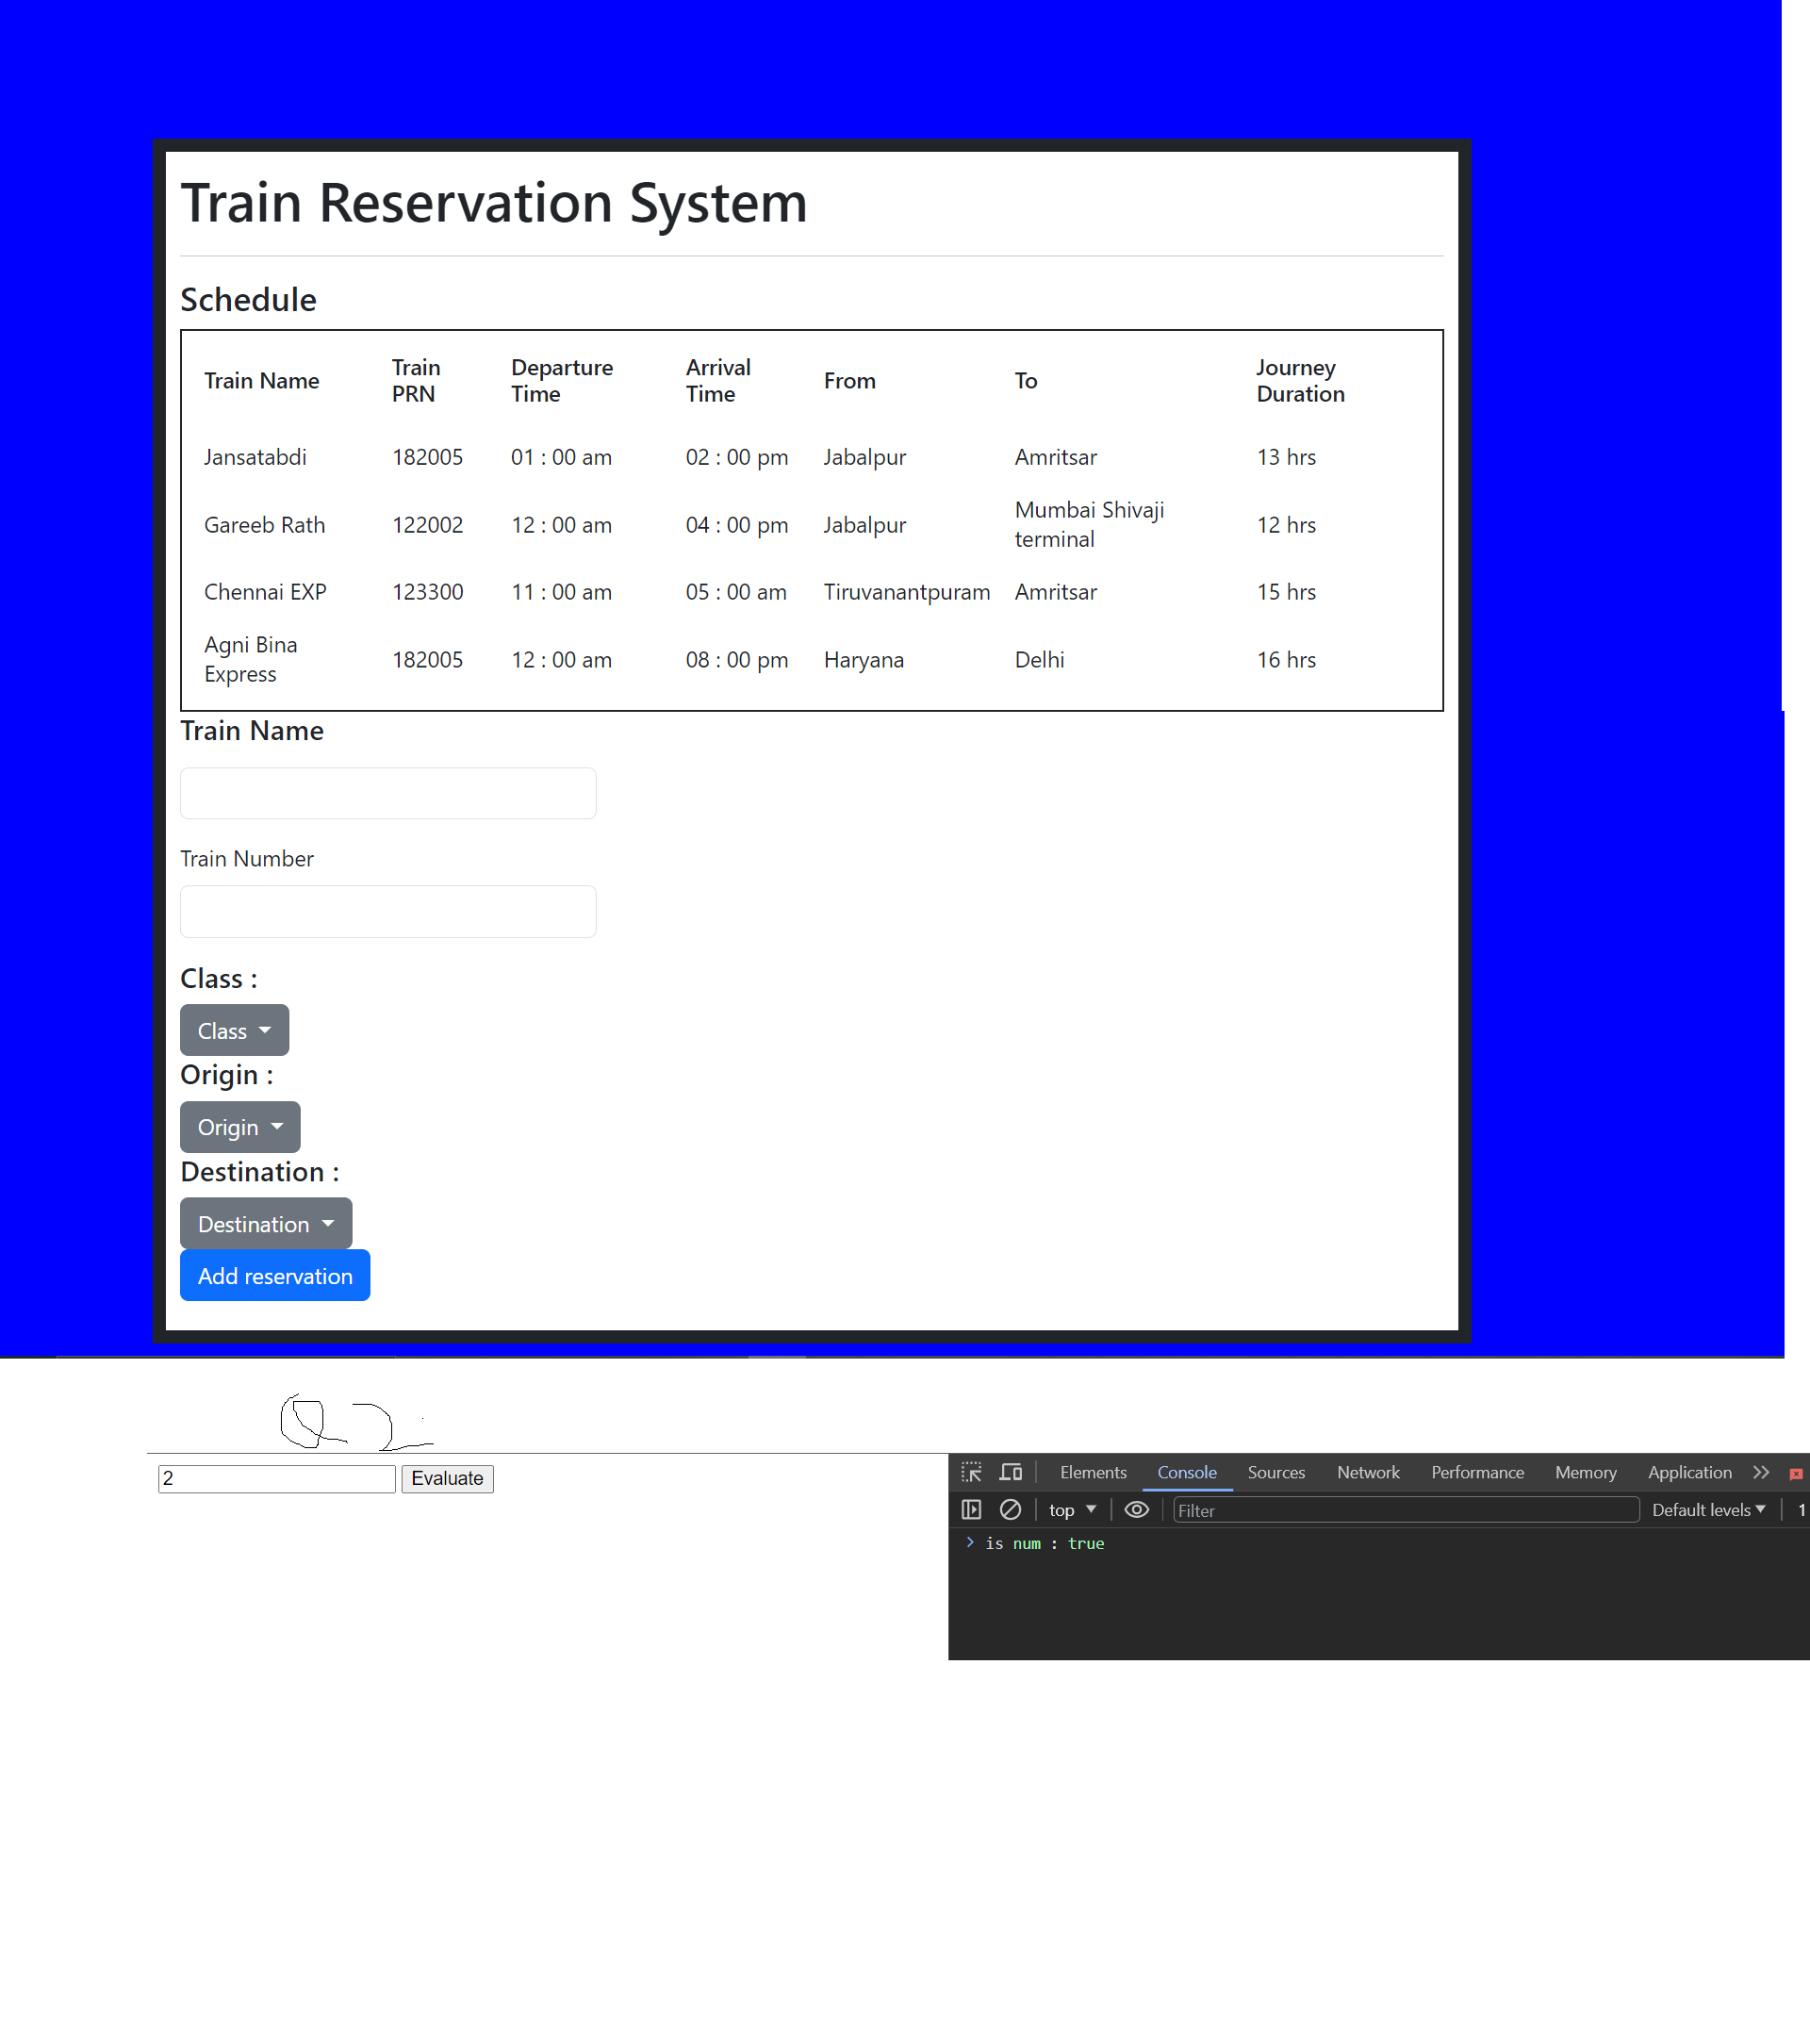 Train Reservation System
Schedule
Train Name Train PRN Departure Time Arrival Time From To Journey Duration
Jansatabdi 182005 01 : 00 am 02 : 00 pm Jabalpur Amritsar 13 hrs
Gareeb Rath 122002 12 : 00 am 04 : 00 pm Jabalpur Mumbai Shivaji terminal 12 hrs
Chennai EXP 123300 11 : 00 am 05 : 00 am Tiruvanantpuram Amritsar 15 hrs
Agni Bina Express 182005 12 : 00 am 08 : 00 pm Haryana Delhi 16 hrs
Train Name
Train Number
Class :
Class
Origin :
Origin
Destination :
Destination
Add reservation
Q2
2 Evaluate
Elements Console Sources Network Performance Memory Application
top Filter Default levels 1
> is num : true